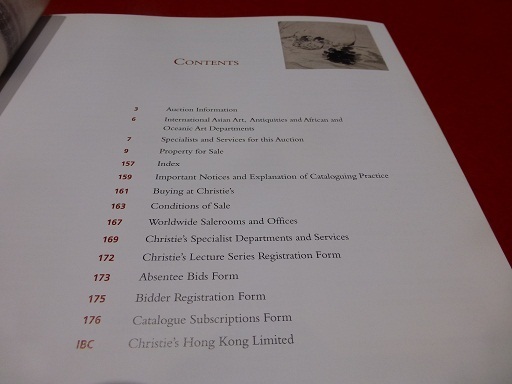 CONTENTS
3 Auction Information
6 International Asian Art, Antiquities and African and
Oceanic Art Departments
7 Specialists and Services for this Auction
9 Property for Sale
157 Index
159 Important Notices and Explanation of Cataloguing Practice
161 Buying at Christie's
163 Conditions of Sale
167 Worldwide Salerooms and Offices
169 Christie's Specialist Departments and Services
172 Christie's Lecture Series Registration Form
173 Absentee Bids Form
175 Bidder Registration Form
176 Catalogue Subscriptions Form
IBC Christie's Hong Kong Limited